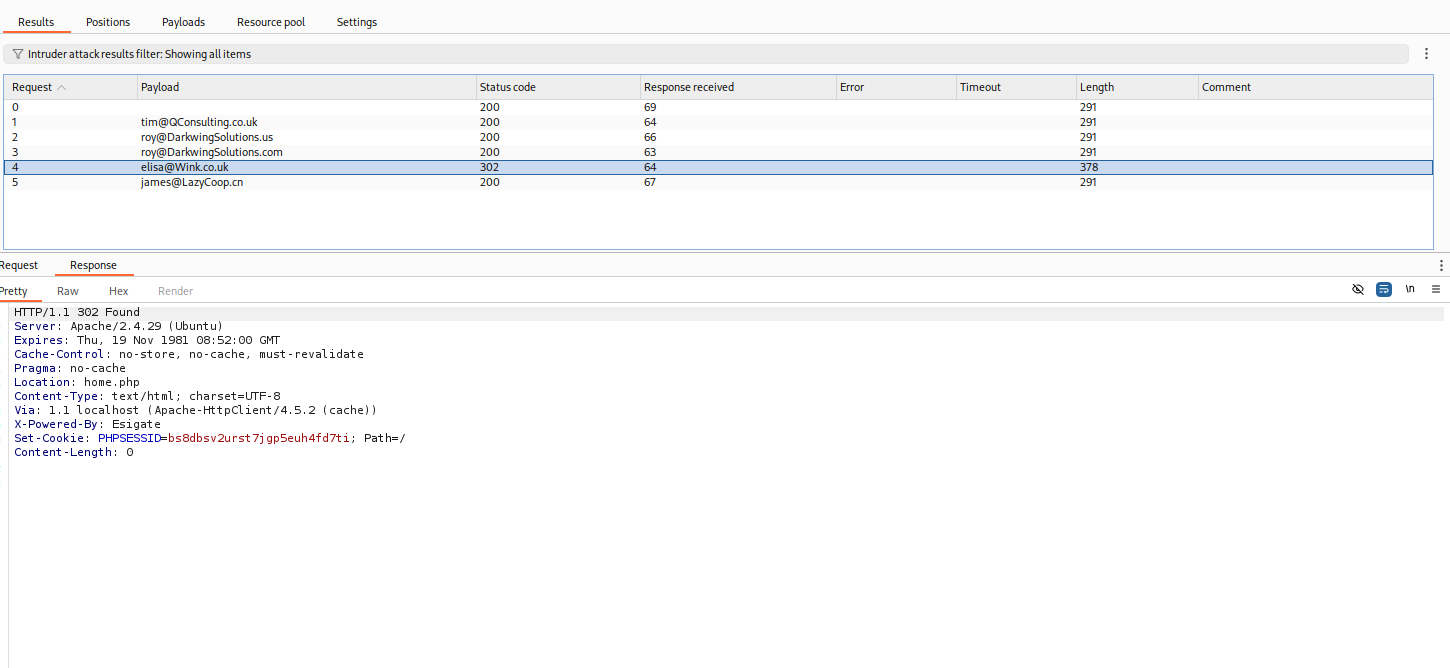 Results Positions Payloads Resource pool Settings
Intruder attack results filter: Showing all items
Request Payload Status code Response received Error Timeout Length Comment
0 200 69 291
1 tim@QConsulting.co.uk 200 64 291
2 roy@DarkwingSolutions.us 200 66 291
3 roy@DarkwingSolutions.com 200 63 291
4 elisa@Wink.co.uk 302 64 378
5 james@LazyCoop.cn 200 67 291
Request Response
Pretty Raw Hex Render \n
HTTP/1.1 302 Found
Server: Apache/2.4.29 (Ubuntu)
Expires: Thu, 19 Nov 1981 08:52:00 GMT
Cache-Control: no-store, no-cache, must-revalidate
Pragma: no-cache
Location: home.php
Content-Type: text/html; charset=UTF-8
Via: 1.1 localhost (Apache-HttpClient/4.5.2 (cache))
X-Powered-By: Esigate
Set-Cookie: PHPSESSID=bs8dbsv2urst7jgp5euh4fd7ti; Path=/
Content-Length: 0